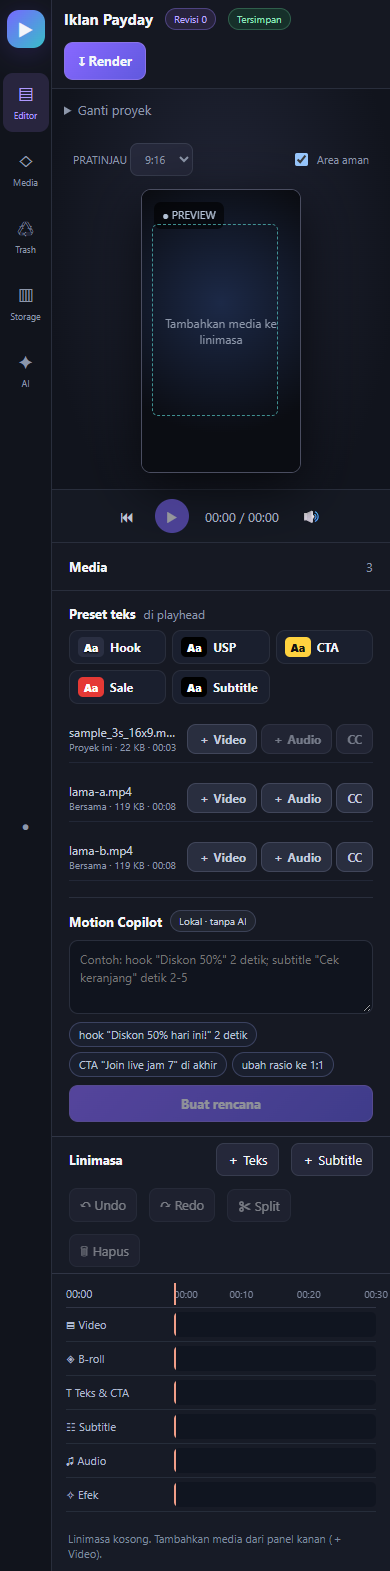 Iklan Payday Revisi 0 Tersimpan
↧ Render
Editor
Media
Trash
Storage
AI
▶ Ganti proyek
PRATINJAU 9:16 Area aman
● PREVIEW
Tambahkan media ke
linimasa
00:00 / 00:00
Media 3
Preset teks di playhead
Aa Hook Aa USP Aa CTA
Aa Sale Aa Subtitle
sample_3s_16x9.m...
Proyek ini · 22 KB · 00:03
+ Video + Audio CC
lama-a.mp4
Bersama · 119 KB · 00:08
+ Video + Audio CC
lama-b.mp4
Bersama · 119 KB · 00:08
+ Video + Audio CC
Motion Copilot Lokal · tanpa AI
Contoh: hook "Diskon 50%" 2 detik; subtitle "Cek
keranjang" detik 2-5
hook "Diskon 50% hari ini!" 2 detik
CTA "Join live jam 7" di akhir ubah rasio ke 1:1
Buat rencana
Linimasa + Teks + Subtitle
Undo Redo Split
Hapus
00:00 00:00 00:10 00:20 00:30
Video
B-roll
T Teks & CTA
Subtitle
Audio
Efek
Linimasa kosong. Tambahkan media dari panel kanan (+
Video).